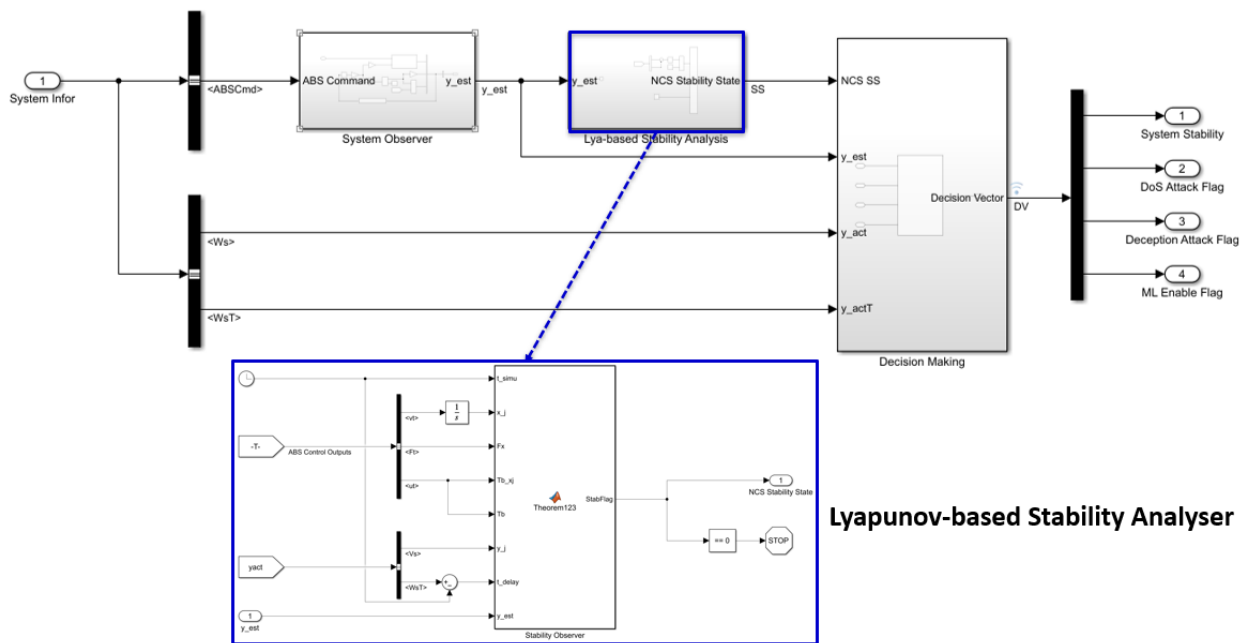 1
System Infor
<ABSCmd>
ABS Command
y_est
System Observer
y_est
y_est
NCS Stability State
Lya-based Stability Analysis
SS
NCS SS
y_est
y_act
y_actT
Decision Vector
Decision Making
DV
<Ws>
<WsT>
1
System Stability
2
DoS Attack Flag
3
Deception Attack Flag
4
ML Enable Flag
-T-
ABS Control Outputs
<vt>
<Ft>
<ut>
1
s
yact
<Vs>
<WsT>
+
-
1
y_est
t_simu
x_j
Fx
Tb_xj
Tb
y_j
t_delay
y_est
Theorem123
StabFlag
Stability Observer
1
NCS Stability State
== 0
STOP
Lyapunov-based Stability Analyser